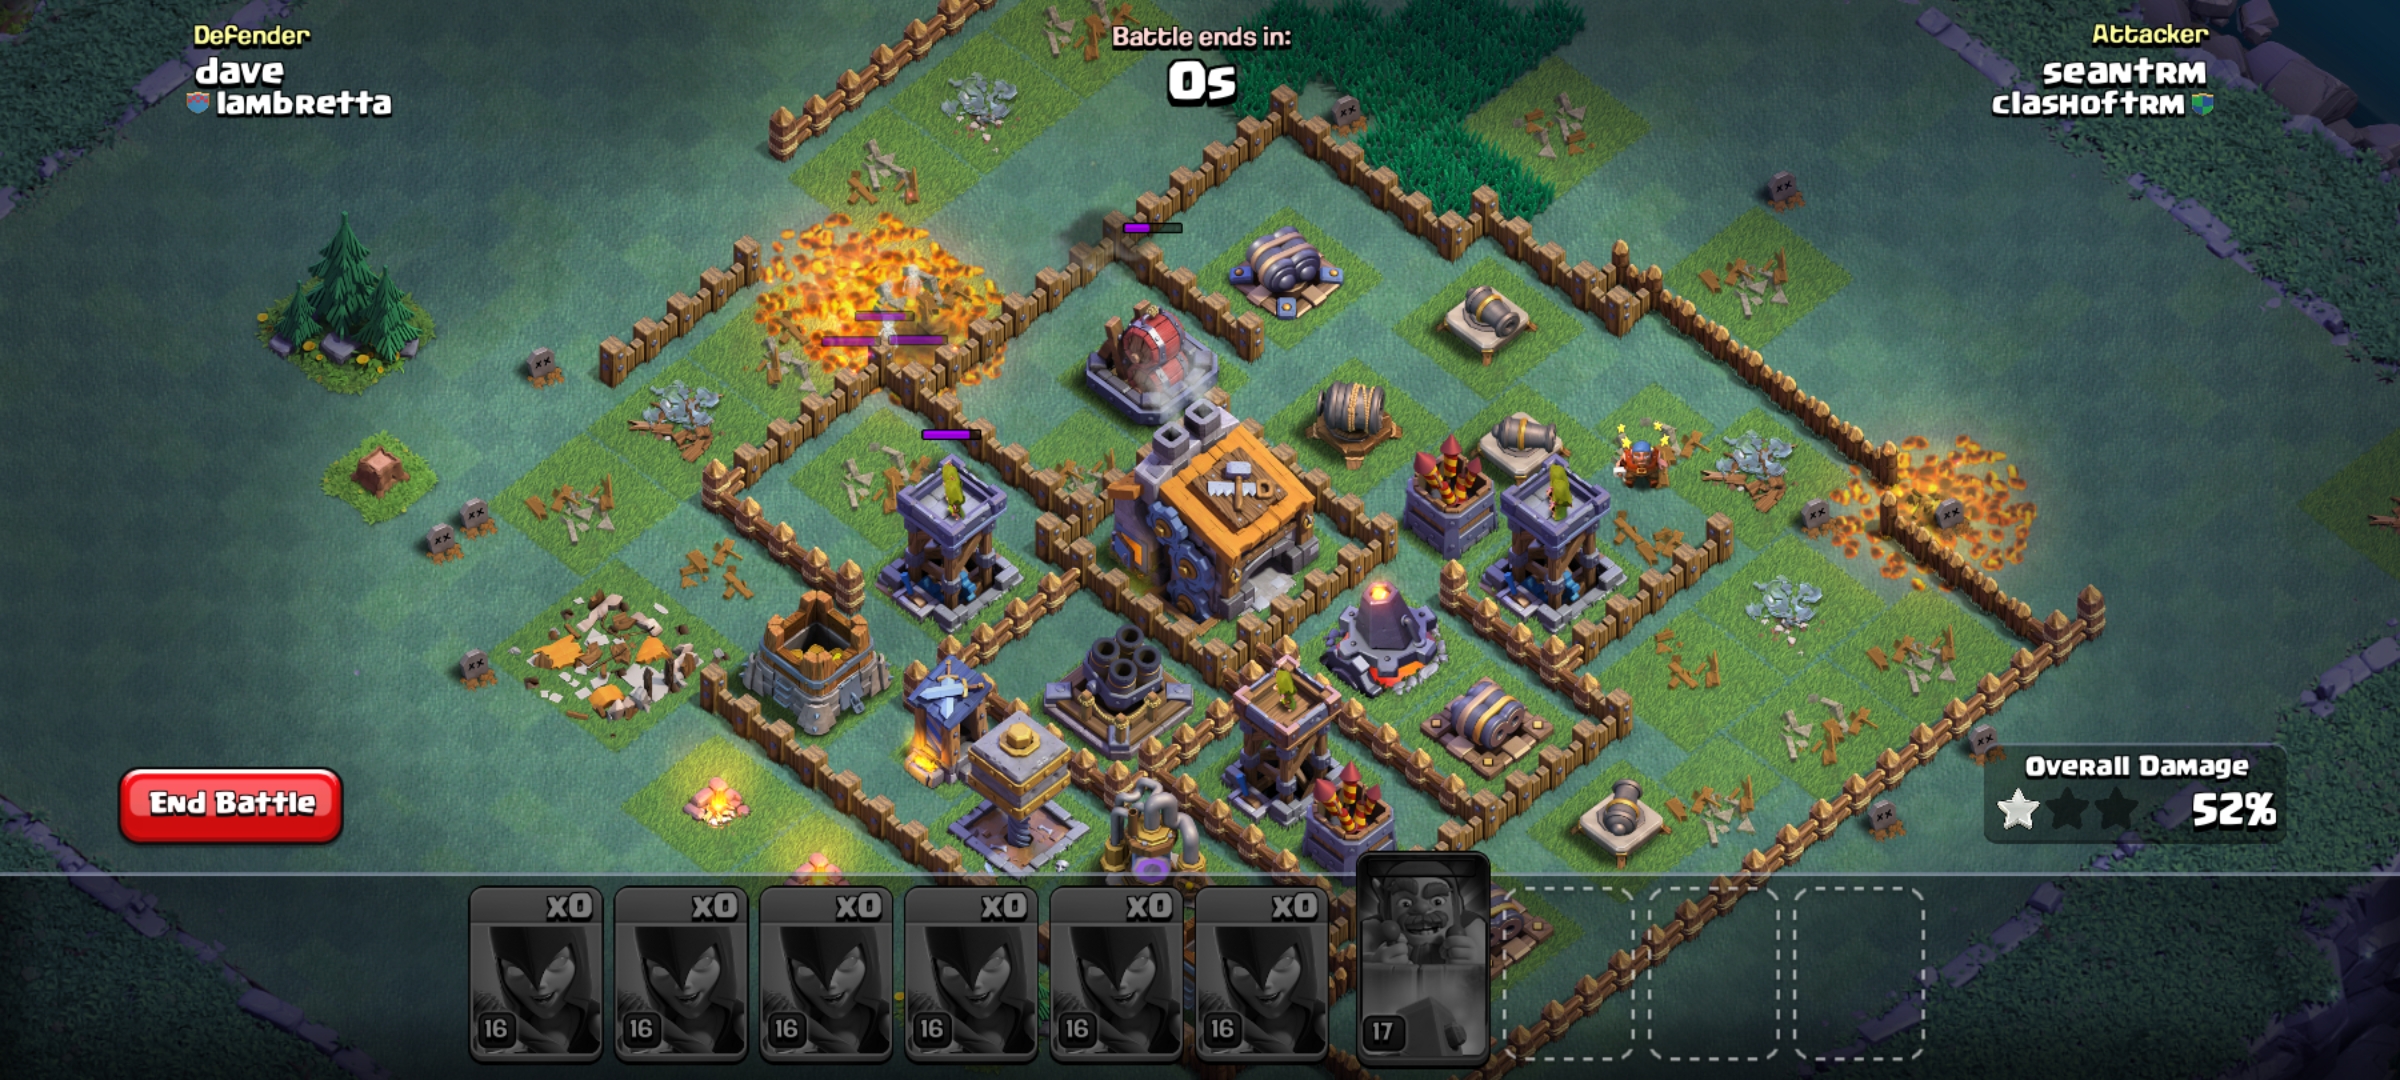 Defender
dave
lambretta
Battle ends in:
0s
Attacker
seantrm
clashoftrm
End Battle
Overall Damage
52%
x0
x0
x0
x0
x0
x0
16
16
16
16
16
16
17